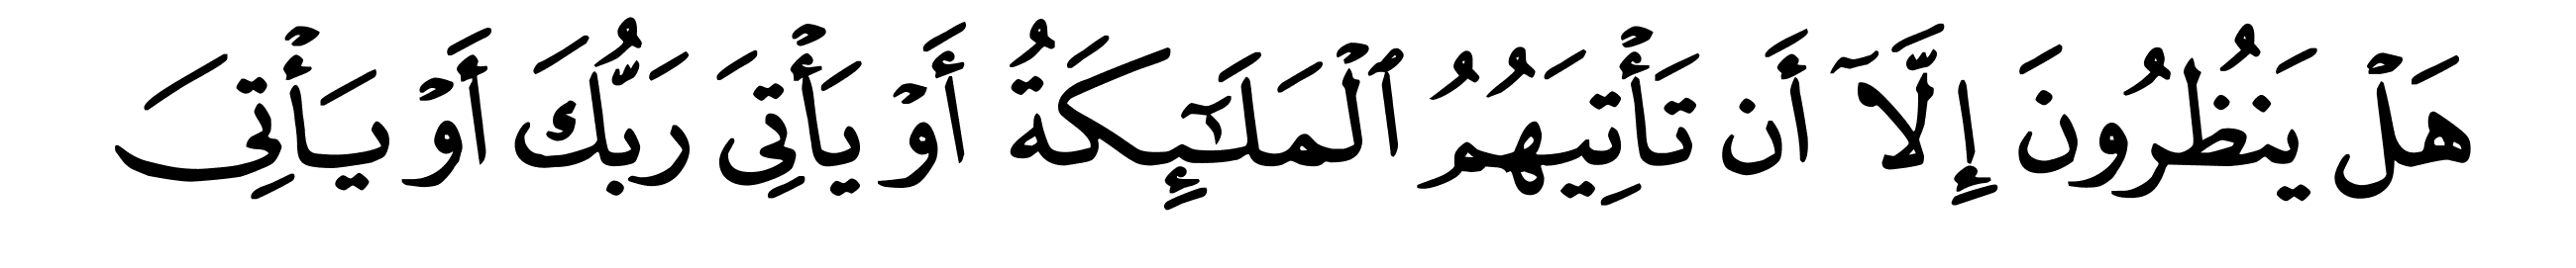 هَلْ يَنظُرُونَ إِلَّآ أَن تَأْتِيَهُمُ ٱلْمَلَـٰٓئِكَةُ أَوْ يَأْتِىَ رَبُّكَ أَوْ يَأْتِىَ